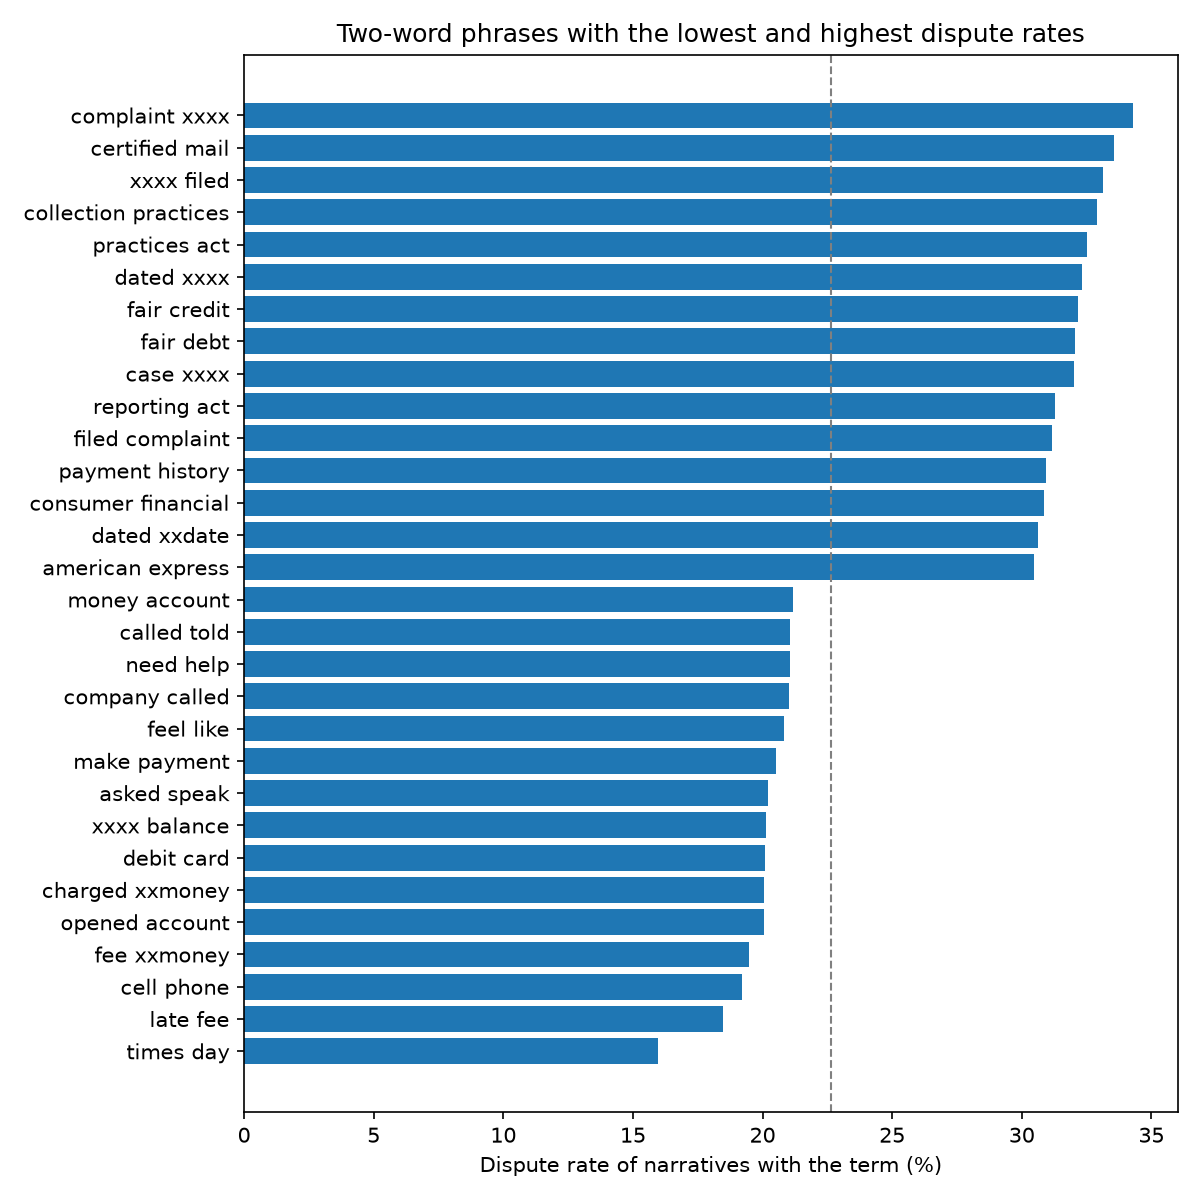 Two-word phrases with the lowest and highest dispute rates
complaint xxxx
certified mail
xxxx filed
collection practices
practices act
dated xxxx
fair credit
fair debt
case xxxx
reporting act
filed complaint
payment history
consumer financial
dated xxdate
american express
money account
called told
need help
company called
feel like
make payment
asked speak
xxxx balance
debit card
charged xxmoney
opened account
fee xxmoney
cell phone
late fee
times day
0 5 10 15 20 25 30 35
Dispute rate of narratives with the term (%)